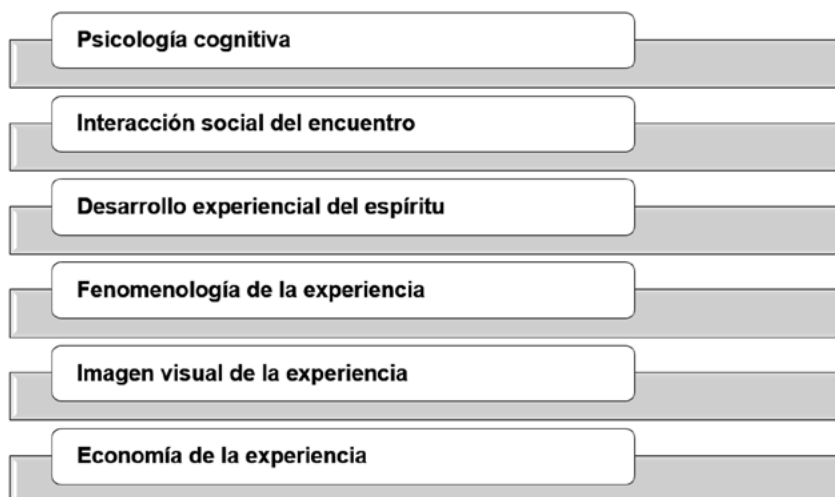 Psicología cognitiva
Interacción social del encuentro
Desarrollo experiencial del espíritu
Fenomenología de la experiencia
Imagen visual de la experiencia
Economía de la experiencia